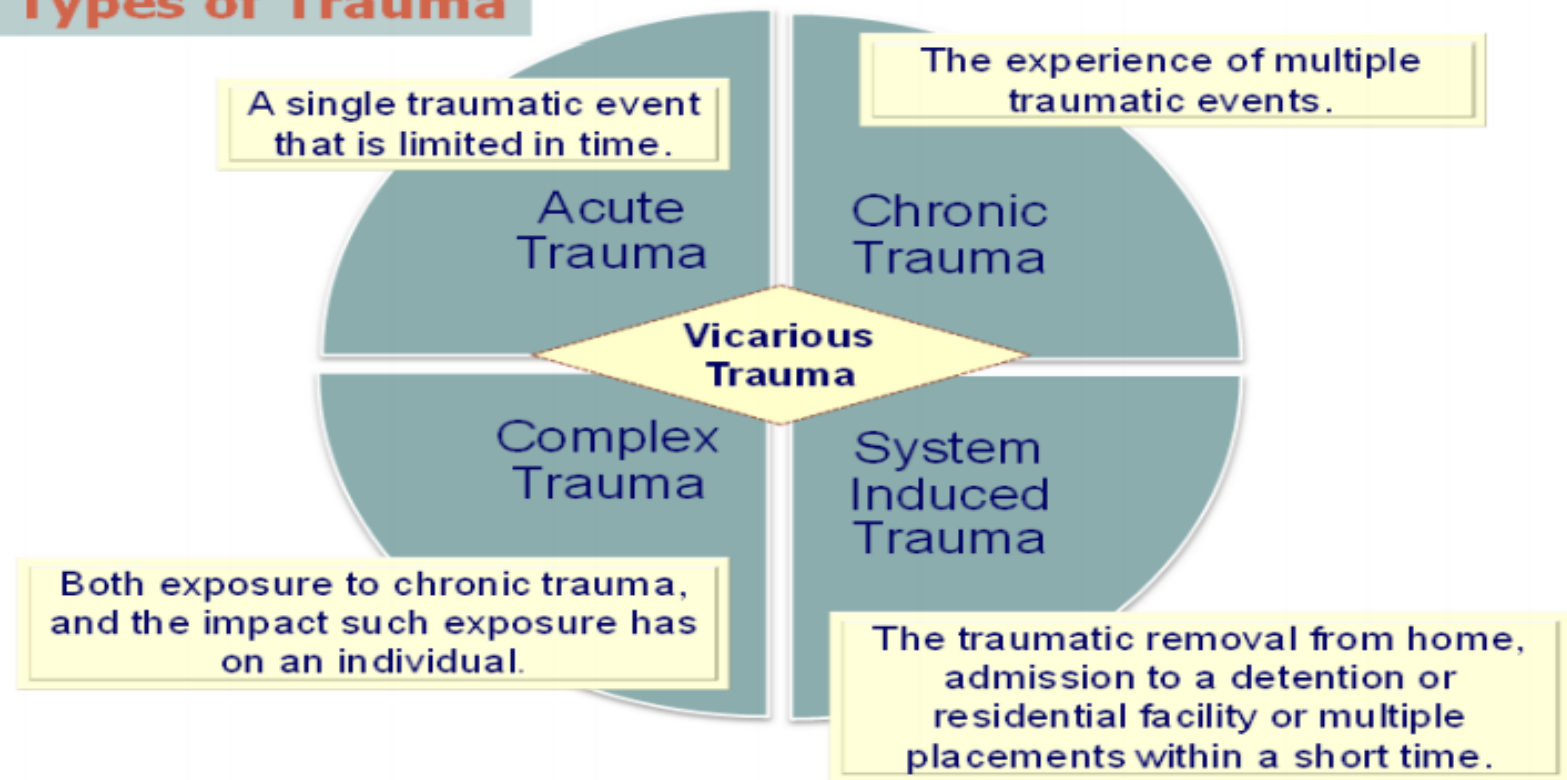 Types of Trauma
A single traumatic event
that is limited in time.
The experience of multiple
traumatic events.
Acute
Trauma
Chronic
Trauma
Vicarious
Trauma
Complex
Trauma
System
Induced
Trauma
Both exposure to chronic trauma,
and the impact such exposure has
on an individual.
The traumatic removal from home,
admission to a detention or
residential facility or multiple
placements within a short time.